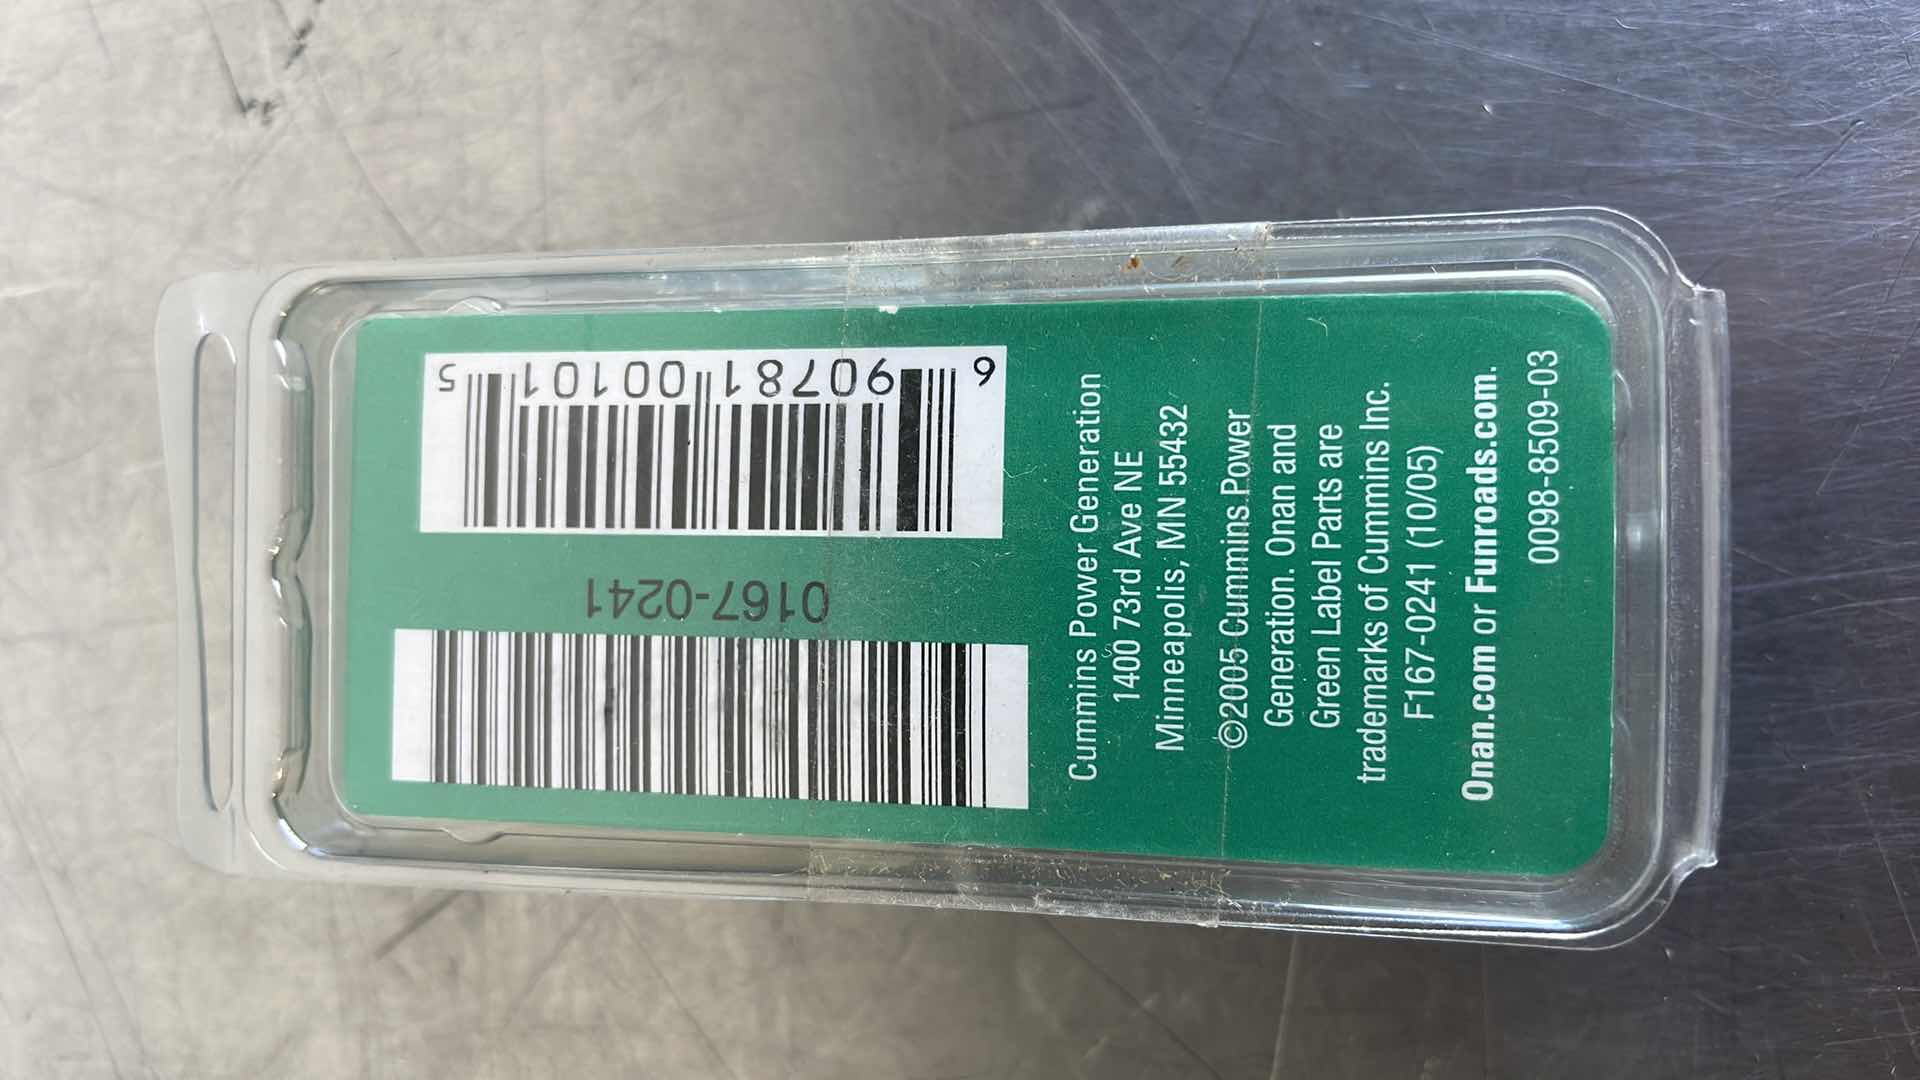 6 90781 00101 5
0167-0241
Cummins Power Generation
1400 73rd Ave NE
Minneapolis, MN 55432
©2005 Cummins Power
Generation. Onan and
Green Label Parts are
trademarks of Cummins Inc.
F167-0241 (10/05)
Onan.com or Funroads.com.
0098-8509-03